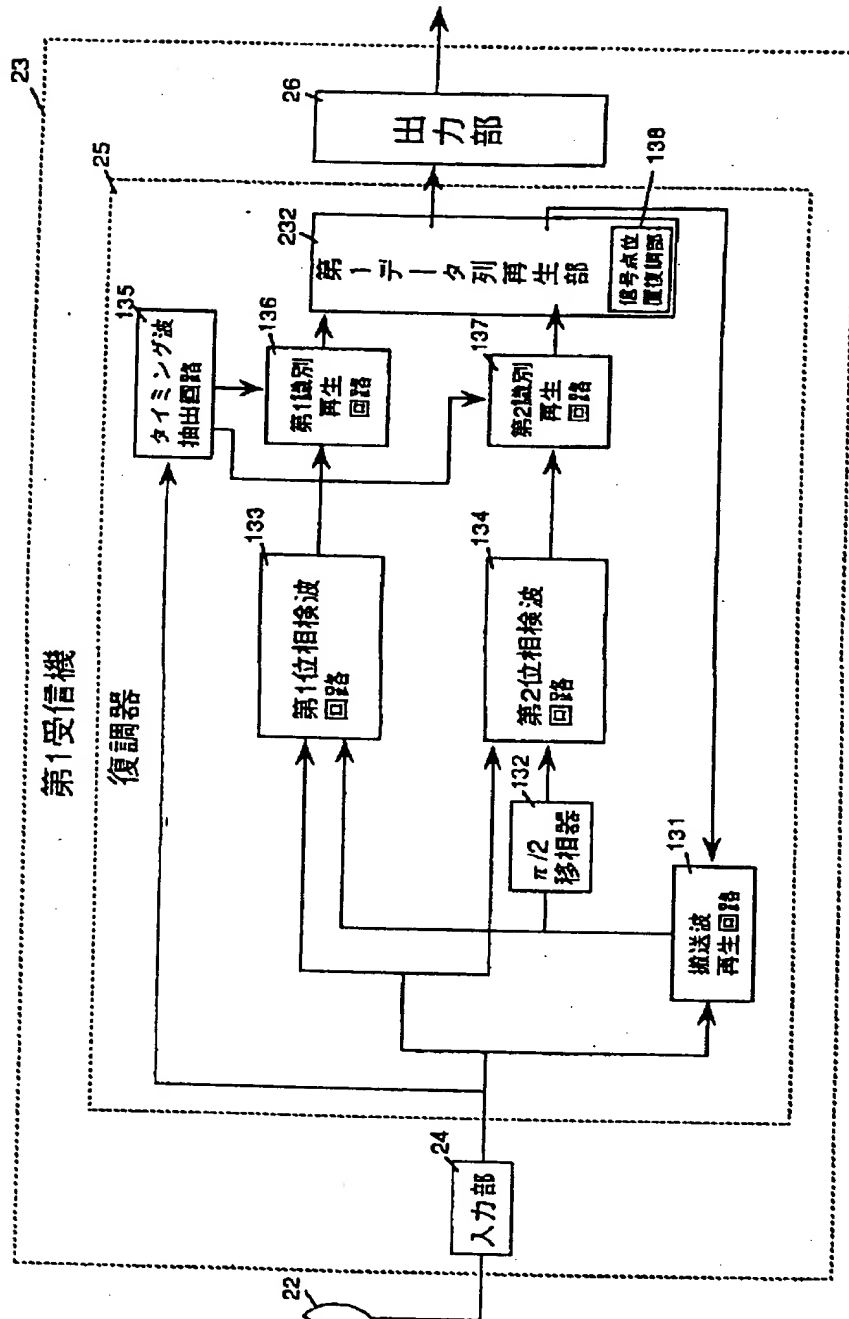 第1受信機
23
復調器
25
22
24
入力部
タイミング波
抽出回路
135
133
第1位相検波
回路
136
第1識別
再生
回路
232
第1データ列再生部
26
出力部
134
第2位相検波
回路
137
第2識別
再生
回路
138
信号点位
置復調部
132
π/2
移相器
131
搬送波
再生回路